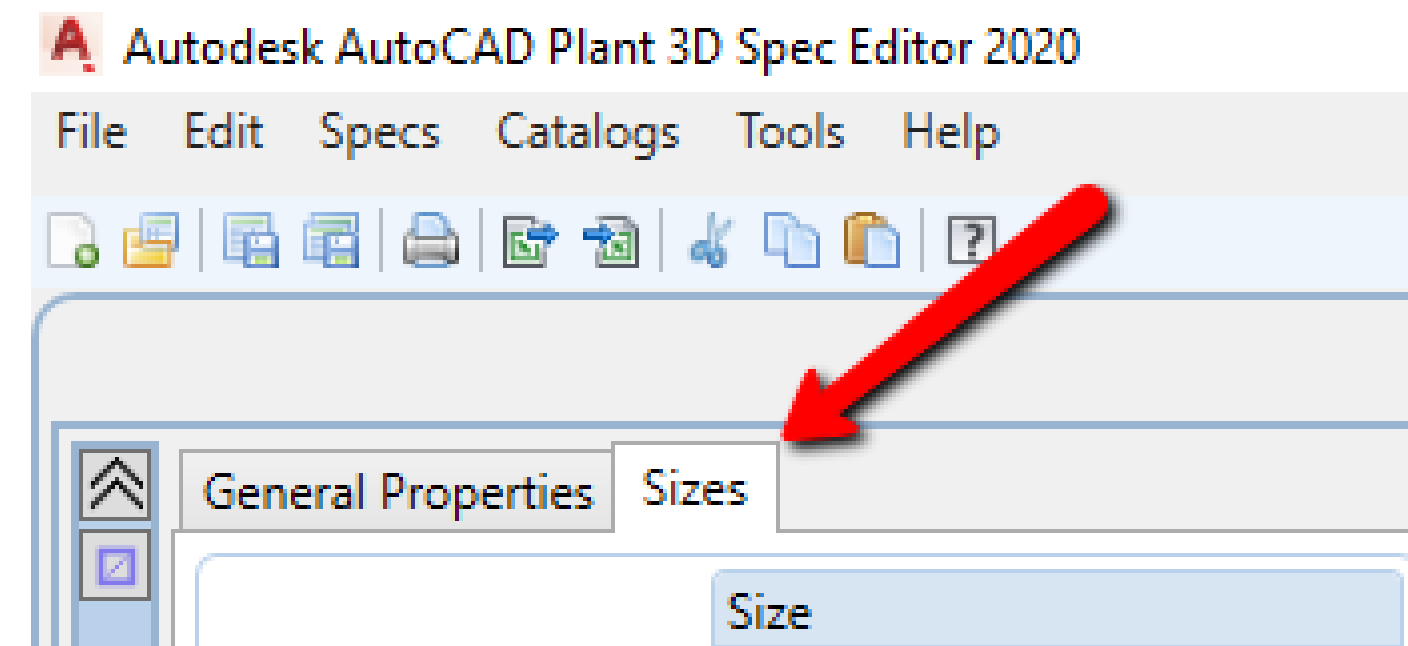 Autodesk AutoCAD Plant 3D Spec Editor 2020
File Edit Specs Catalogs Tools Help
General Properties Sizes
Size